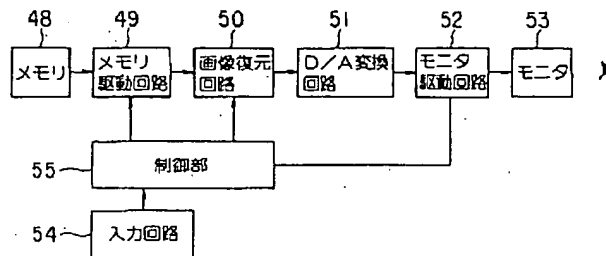 48
49
50
51
52
53
メモリ
メモリ
駆動回路
画像復元
回路
D/A変換
回路
モニタ
駆動回路
モニタ
55
制御部
54
入力回路